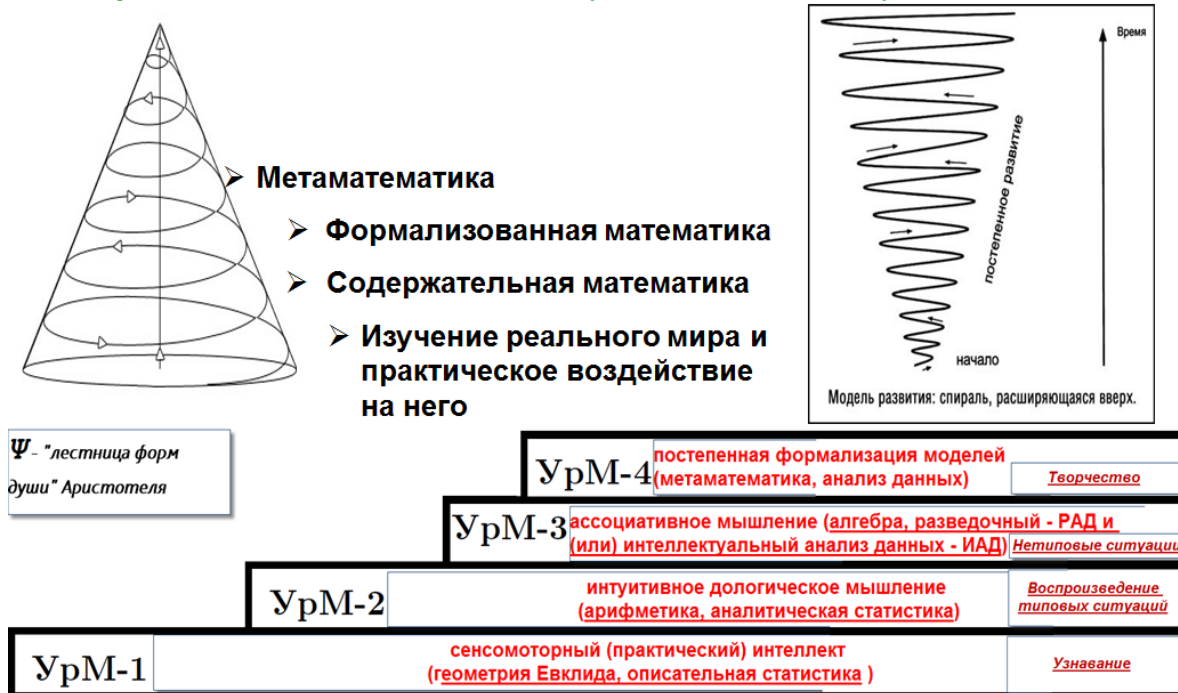 Метаматематика
Формализованная математика
Содержательная математика
Изучение реального мира и
практическое воздействие
на него
Время
постепенное развитие
начало
Модель развития: спираль, расширяющаяся вверх.
Ψ- "лестница форм
души" Аристотеля
УрМ-4
постепенная формализация моделей
(метаматематика, анализ данных)
Творчество
УрМ-3
ассоциативное мышление (алгебра, разведочный - РАД и
(или) интеллектуальный анализ данных - ИАД)
Нетиповые ситуации
УрМ-2
интуитивное дологическое мышление
(арифметика, аналитическая статистика)
Воспроизведение
типовых ситуаций
УрМ-1
сенсомоторный (практический) интеллект
(геометрия Евклида, описательная статистика )
Узнавание